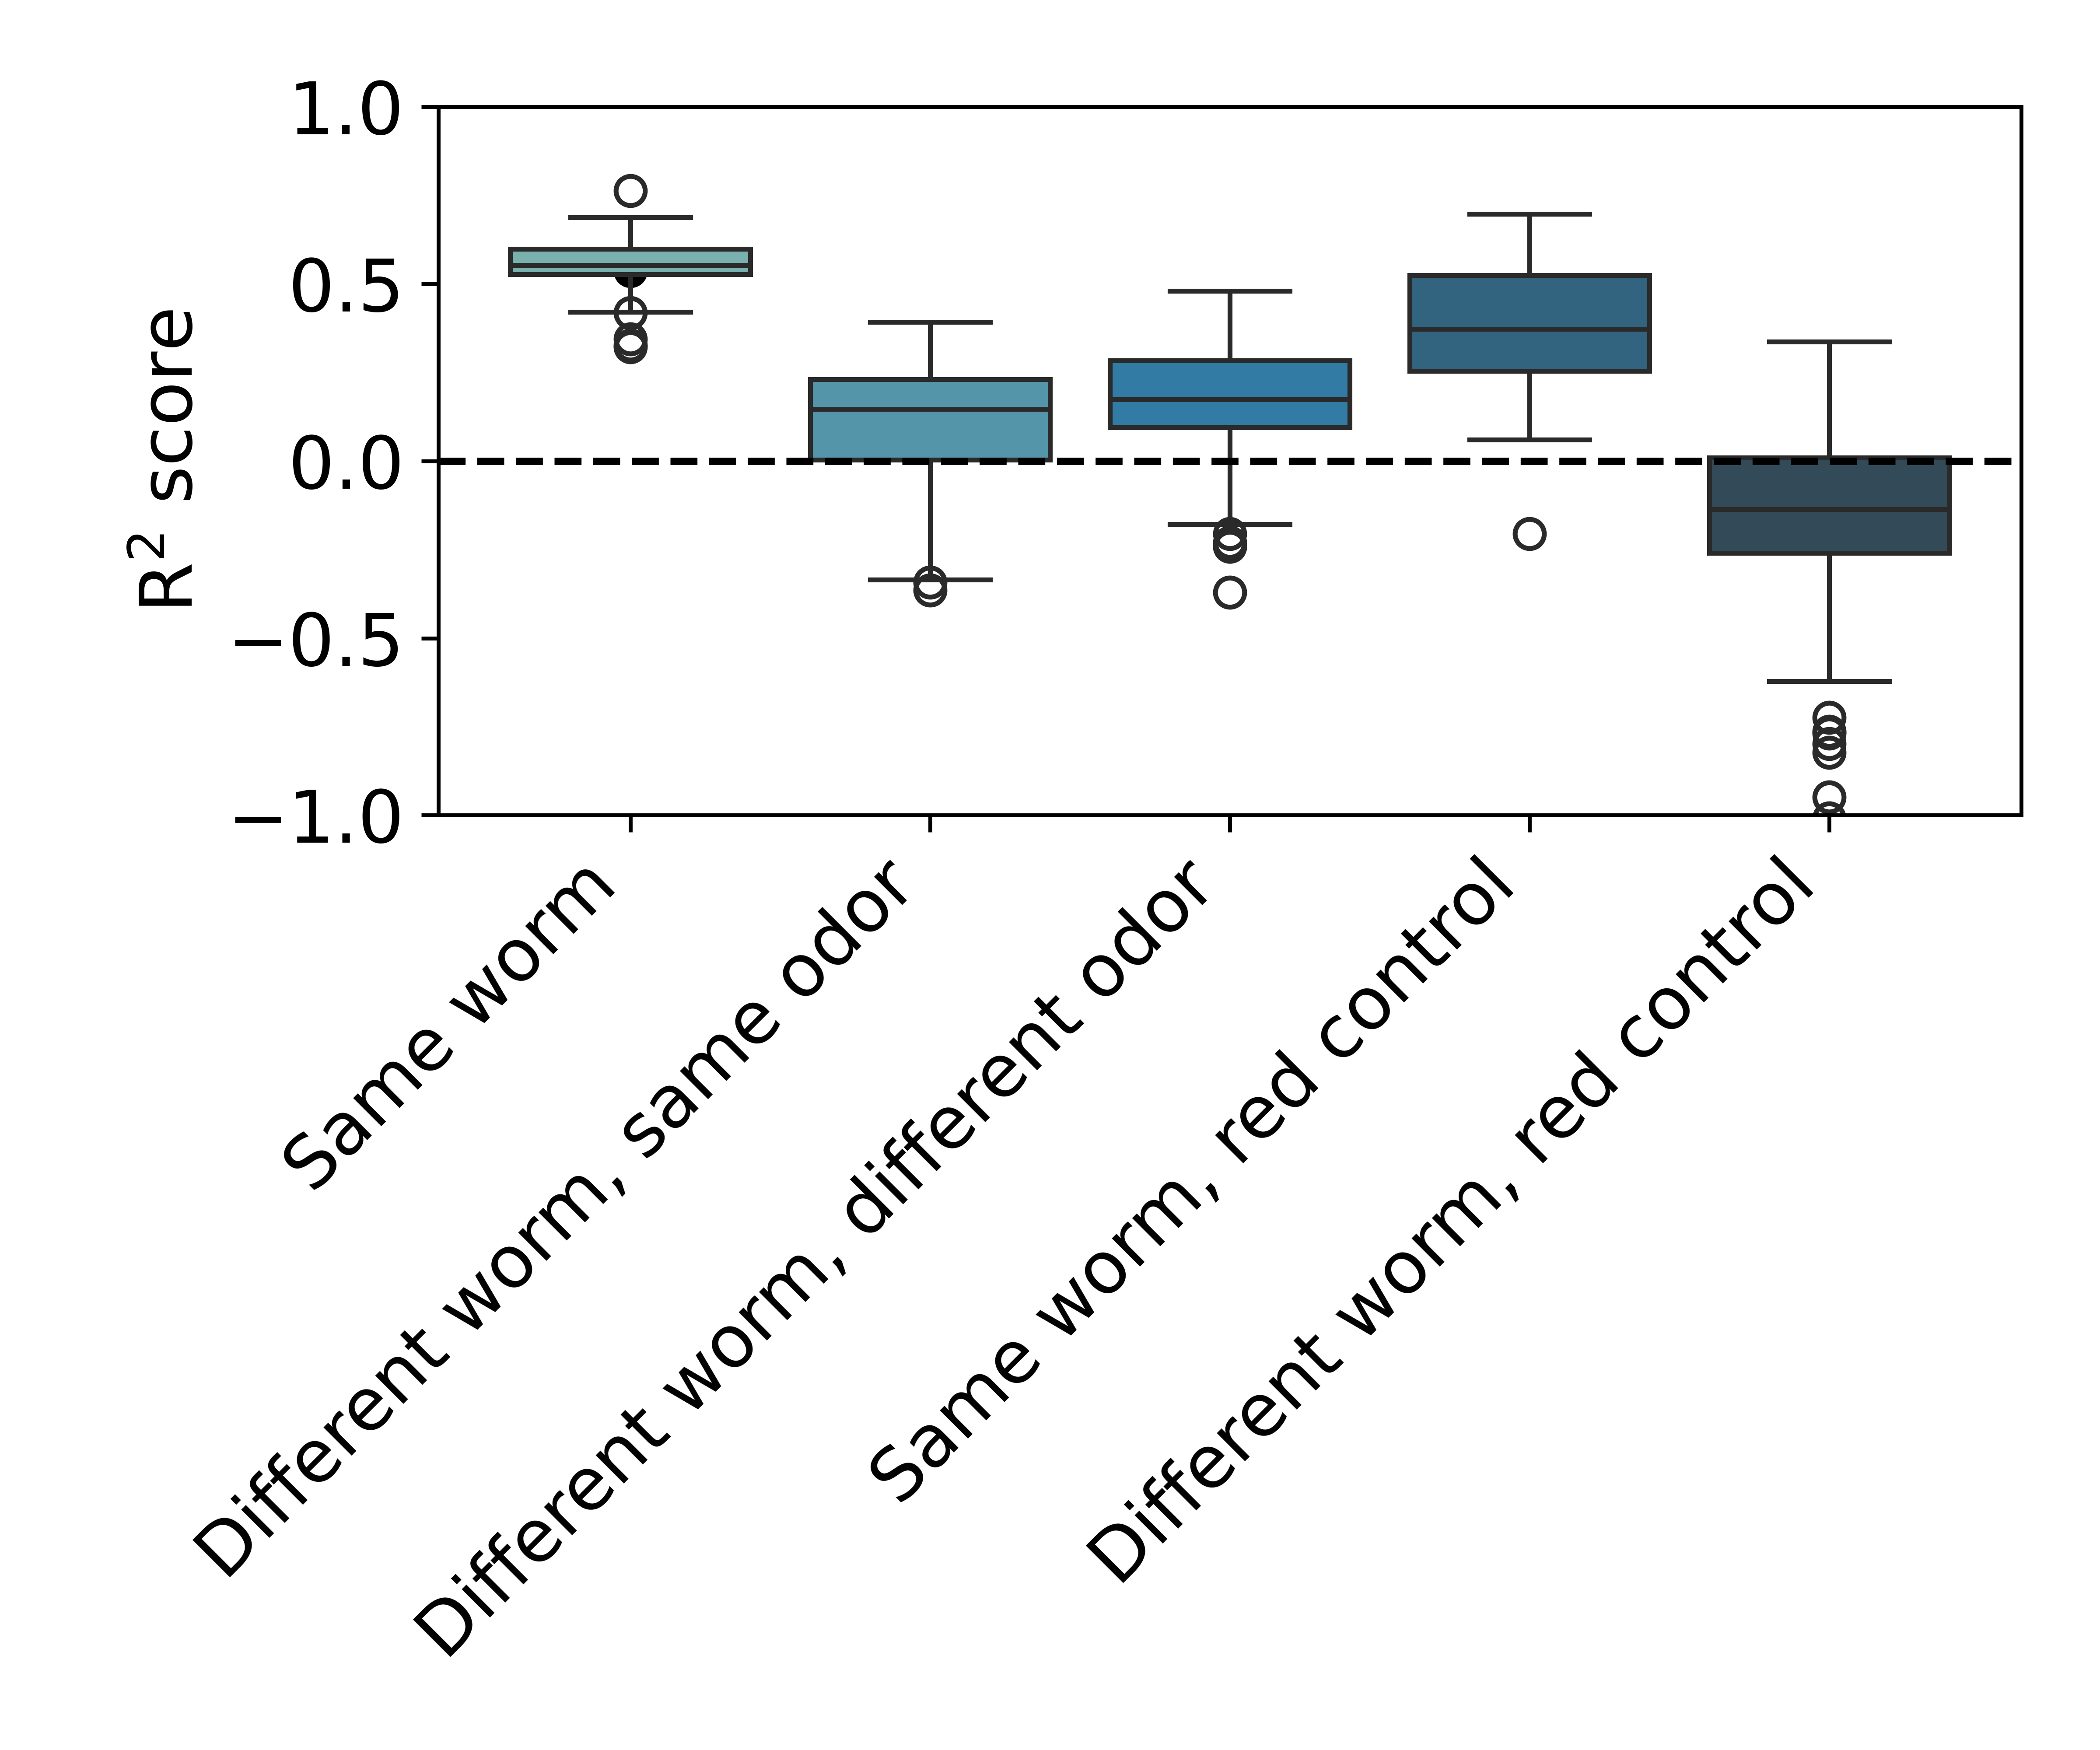 1.0
0.5
0.0
−0.5
−1.0
R² score
Same worm
Different worm, same odor
Different worm, different odor
Same worm, red control
Different worm, red control